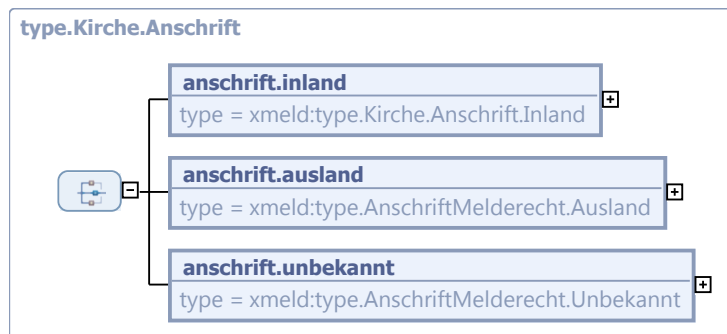 type.Kirche.Anschrift
anschrift.inland
type = xmeld:type.Kirche.Anschrift.Inland
anschrift.ausland
type = xmeld:type.AnschriftMelderecht.Ausland
anschrift.unbekannt
type = xmeld:type.AnschriftMelderecht.Unbekannt